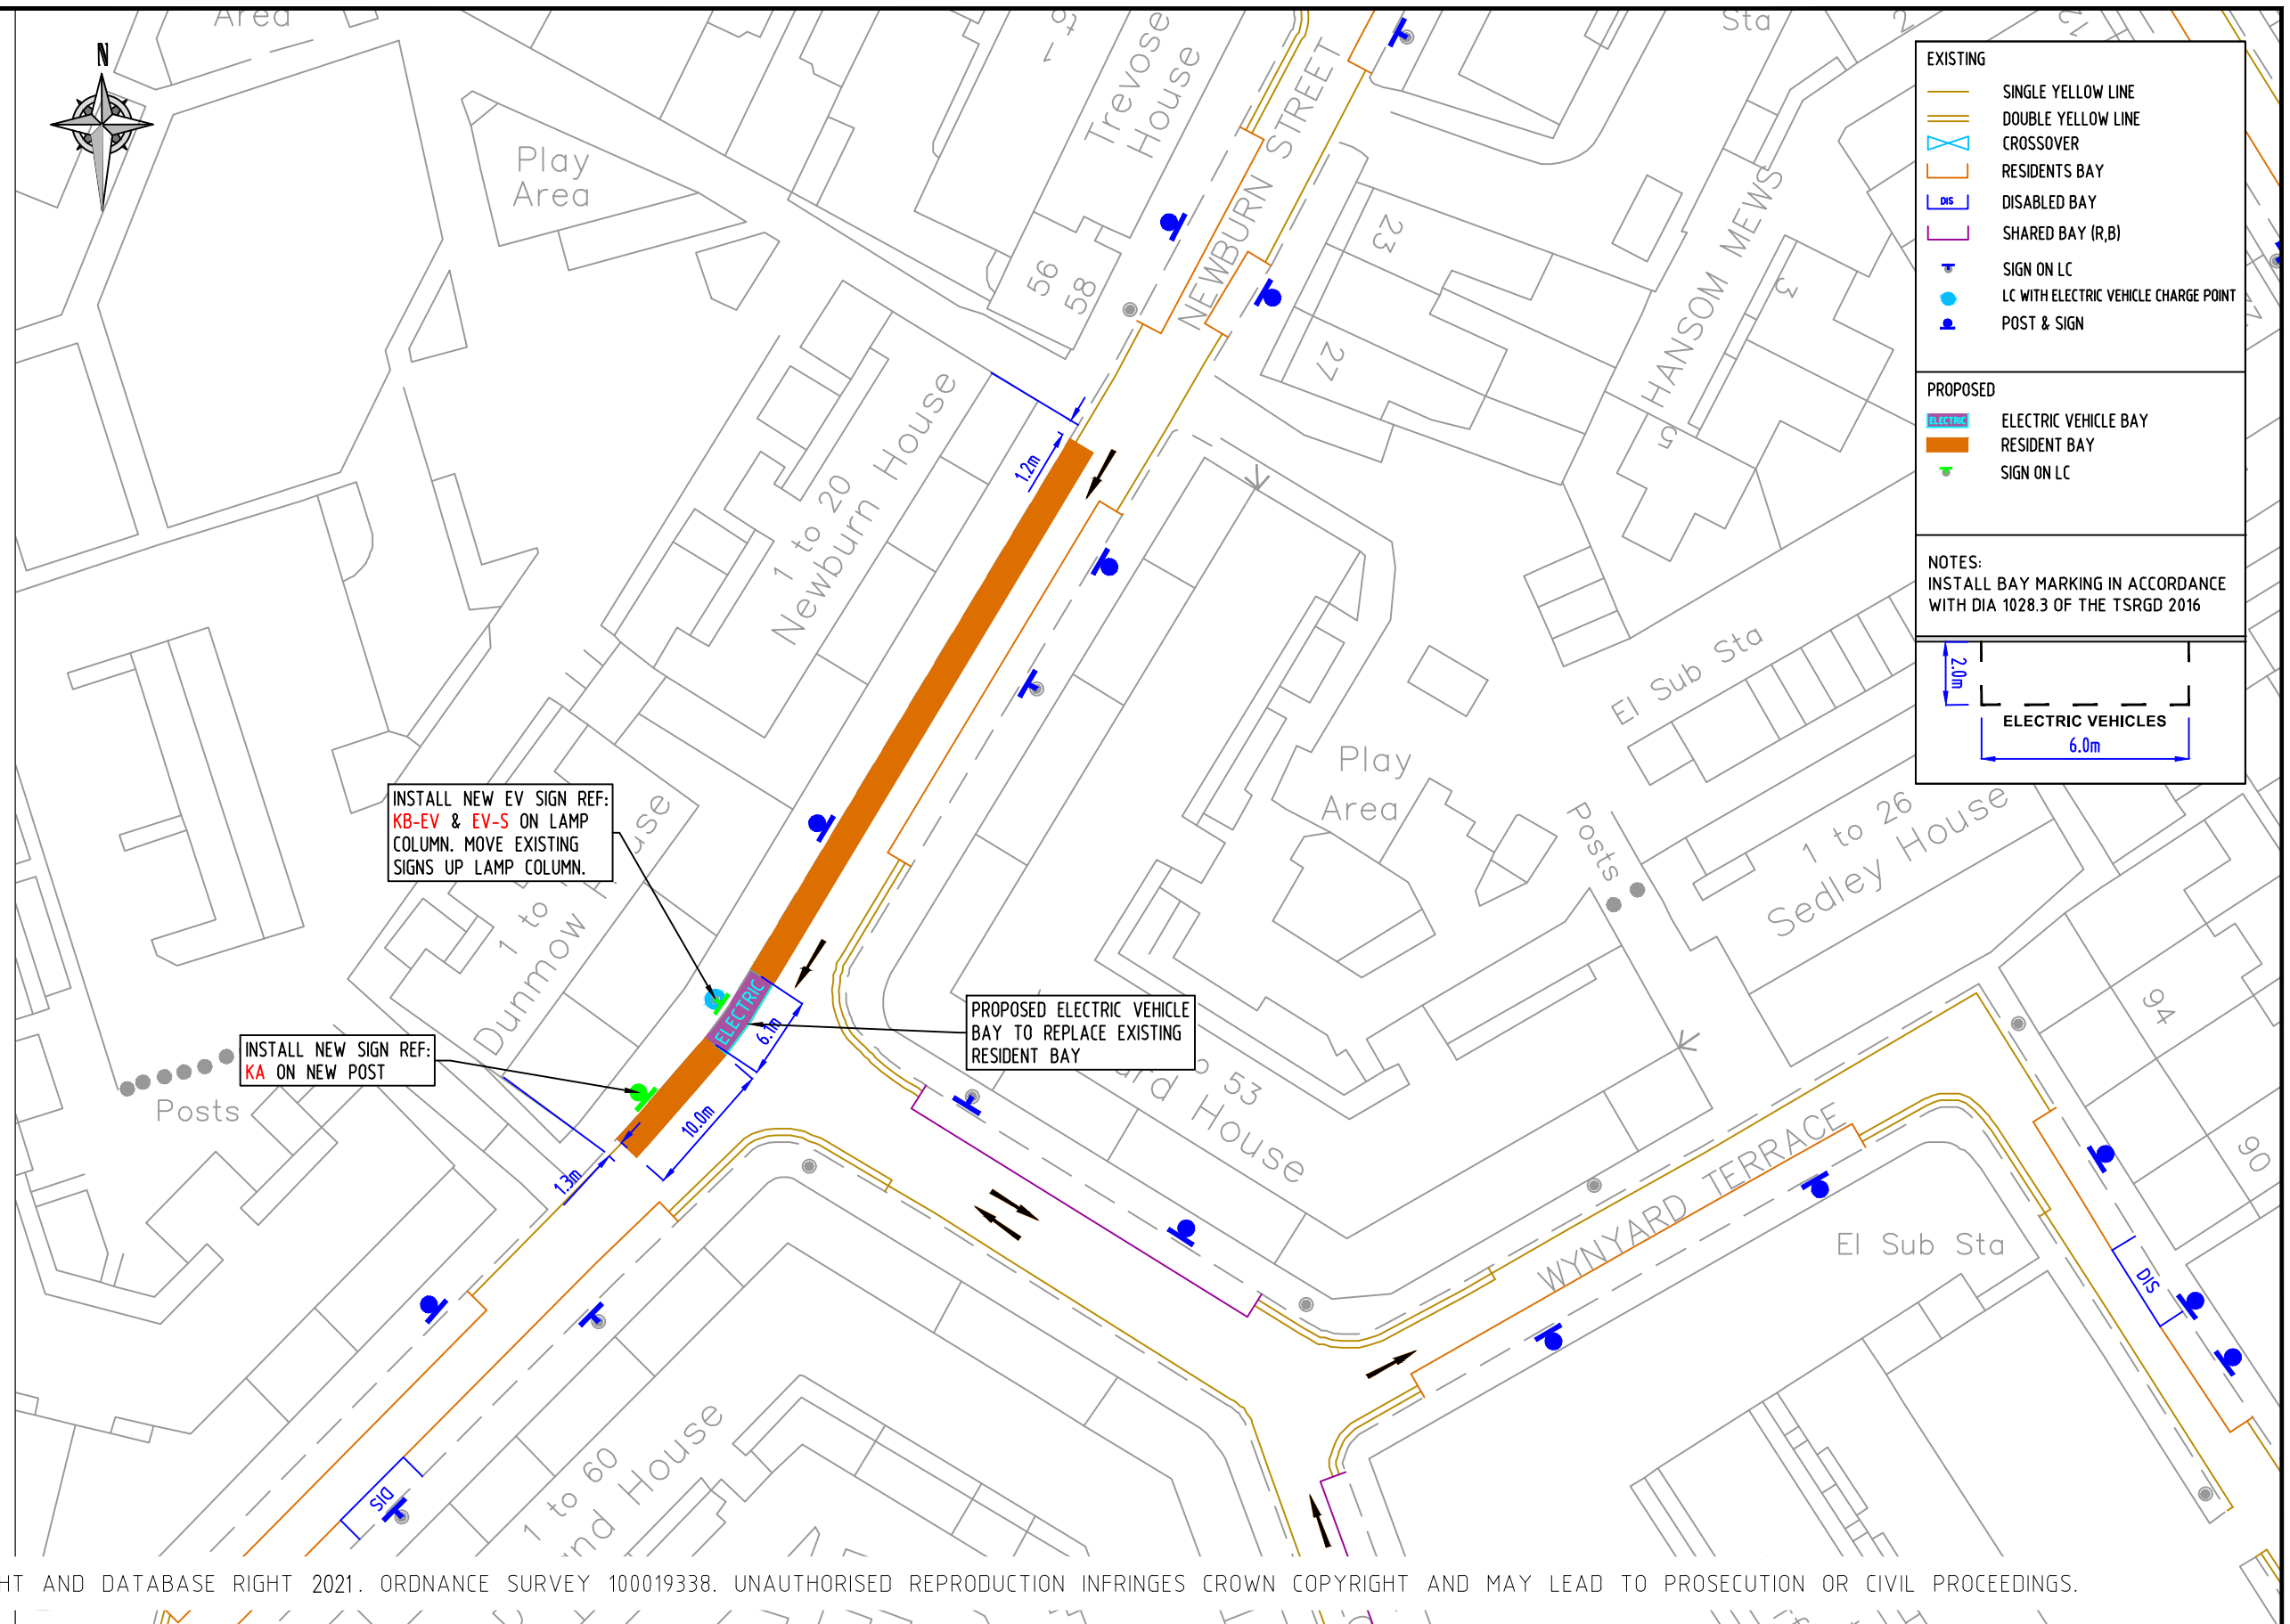 Area
N
Play
Area
Trevose
House
NEWBURN STREET
56
58
23
27
HANSOM MEWS
3
5
Sta
EXISTING
SINGLE YELLOW LINE
DOUBLE YELLOW LINE
CROSSOVER
RESIDENTS BAY
DIS
DISABLED BAY
SHARED BAY (R,B)
SIGN ON LC
LC WITH ELECTRIC VEHICLE CHARGE POINT
POST & SIGN
PROPOSED
ELECTRIC
ELECTRIC VEHICLE BAY
RESIDENT BAY
SIGN ON LC
NOTES:
INSTALL BAY MARKING IN ACCORDANCE
WITH DIA 1028.3 OF THE TSRGD 2016
2.0m
ELECTRIC VEHICLES
6.0m
1.2m
1 to 20
Newburn House
El Sub Sta
Play
Area
Posts
1 to 26
Sedley House
INSTALL NEW EV SIGN REF:
KB-EV & EV-S ON LAMP
COLUMN. MOVE EXISTING
SIGNS UP LAMP COLUMN.
1 to
Dunmow
ELECTRIC
6.1m
PROPOSED ELECTRIC VEHICLE
BAY TO REPLACE EXISTING
RESIDENT BAY
53
House
INSTALL NEW SIGN REF:
KA ON NEW POST
Posts
10.0m
1.3m
94
90
WYNYARD TERRACE
El Sub Sta
DIS
DIS
1 to 60
House
AND DATABASE RIGHT 2021. ORDNANCE SURVEY 100019338. UNAUTHORISED REPRODUCTION INFRINGES CROWN COPYRIGHT AND MAY LEAD TO PROSECUTION OR CIVIL PROCEEDINGS.